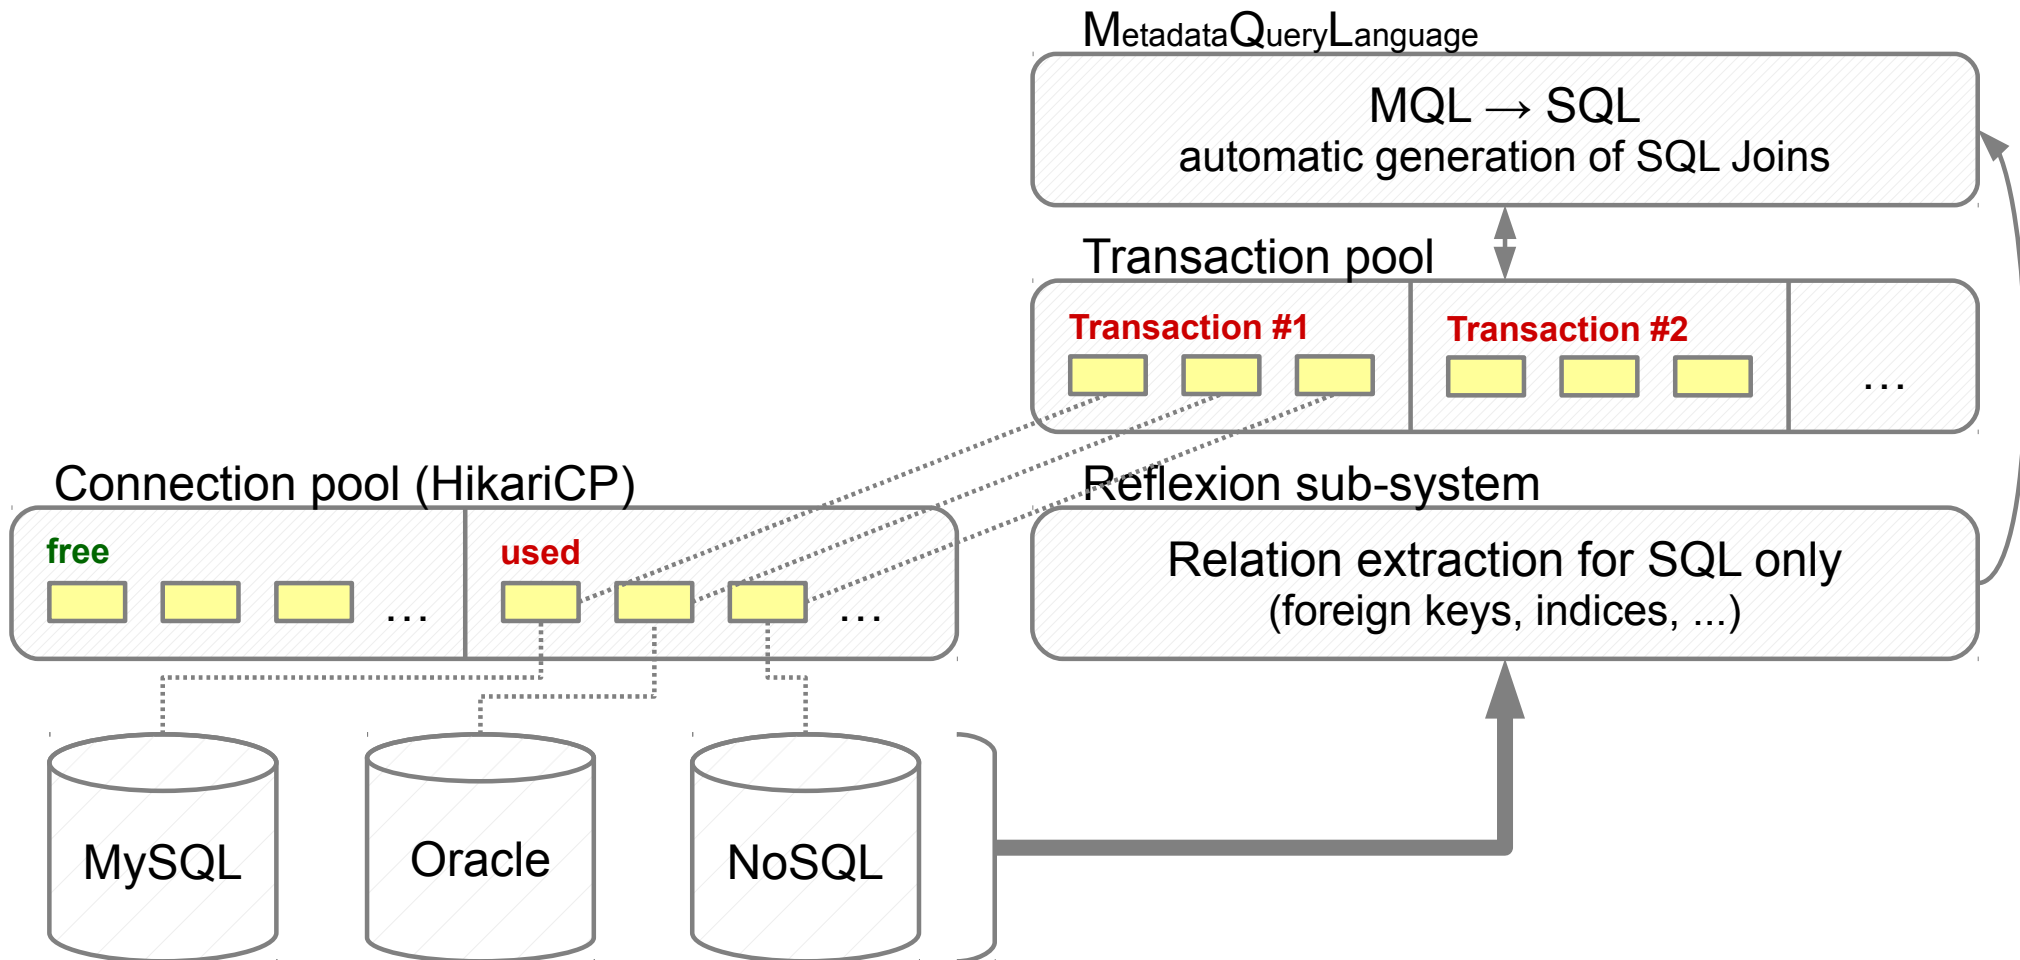 MetadataQueryLanguage
MQL → SQL
automatic generation of SQL Joins
Transaction pool
Transaction #1
Transaction #2
...
Connection pool (HikariCP)
free
...
used
...
Reflexion sub-system
Relation extraction for SQL only
(foreign keys, indices, ...)
MySQL
Oracle
NoSQL